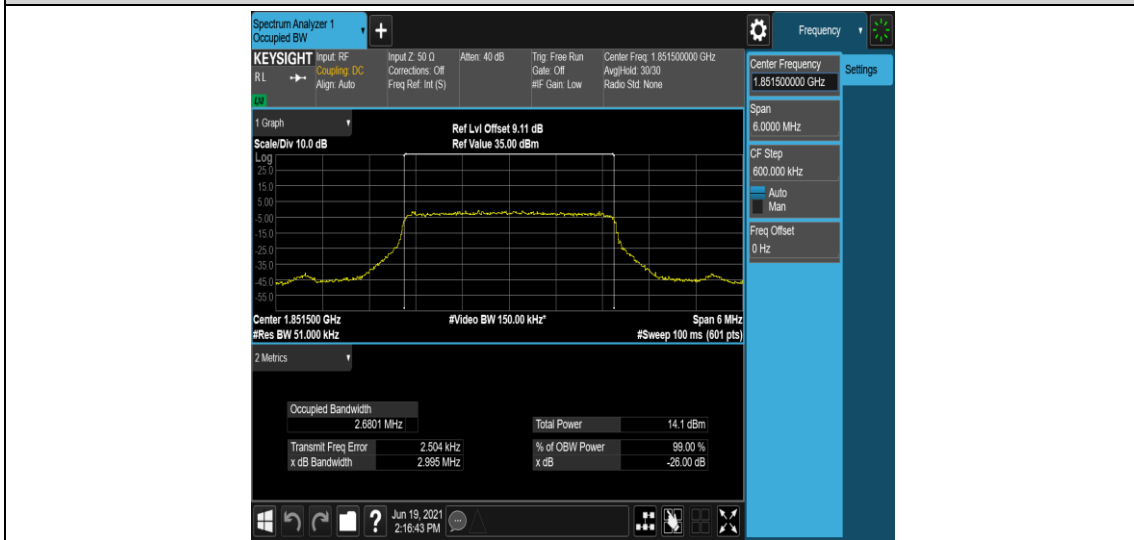 Spectrum Analyzer 1
Occupied BW
Frequency
KEYSIGHT
RL
LXI
Input: RF
Coupling: DC
Align: Auto
Input Z: 50 Ω
Corrections: Off
Freq Ref: Int (S)
Atten: 40 dB
Trig: Free Run
Gate: Off
#IF Gain: Low
Center Freq: 1.851500000 GHz
Avg|Hold: 30/30
Radio Std: None
Center Frequency
1.851500000 GHz
Settings
Span
6.0000 MHz
CF Step
600.000 kHz
Auto
Man
Freq Offset
0 Hz
1 Graph
Scale/Div 10.0 dB
Ref Lvl Offset 9.11 dB
Ref Value 35.00 dBm
Log
25.0
15.0
5.00
-5.00
-15.0
-25.0
-35.0
-45.0
-55.0
Center 1.851500 GHz
#Res BW 51.000 kHz
#Video BW 150.00 kHz*
Span 6 MHz
#Sweep 100 ms (601 pts)
2 Metrics
Occupied Bandwidth
2.6801 MHz
Total Power 14.1 dBm
Transmit Freq Error 2.504 kHz
% of OBW Power 99.00 %
x dB Bandwidth 2.995 MHz
x dB -26.00 dB
?
Jun 19, 2021
2:16:43 PM